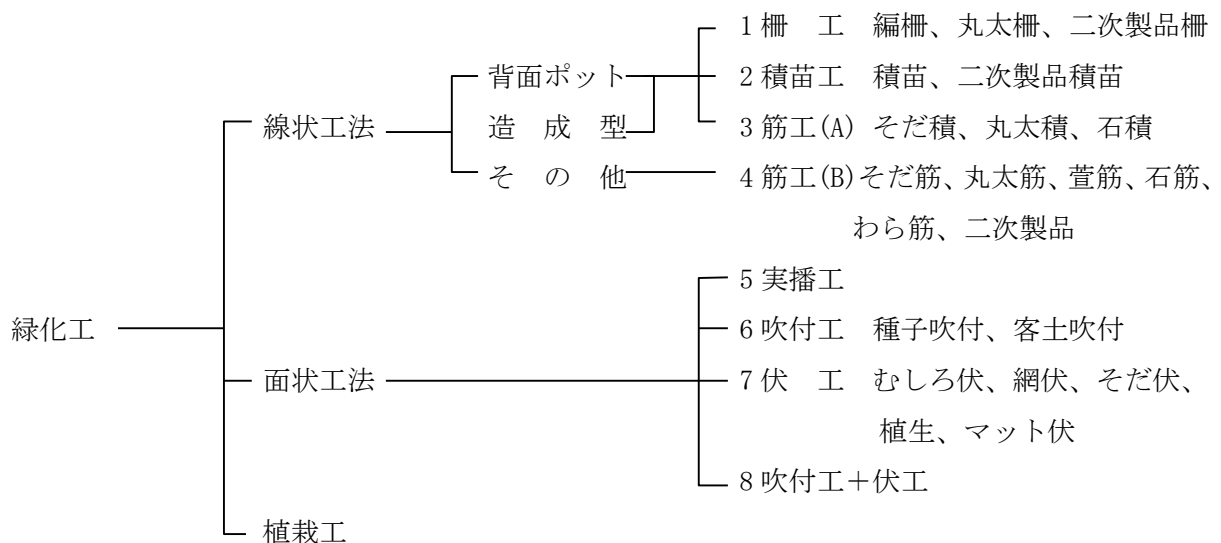 1 柵　工　編柵、丸太柵、二次製品柵
背面ポット
2 積苗工　積苗、二次製品積苗
線状工法
造　成　型
3 筋工(A) そだ積、丸太積、石積
そ　の　他
4 筋工(B)そだ筋、丸太筋、萱筋、石筋、
わら筋、二次製品
5 実播工
緑化工
6 吹付工　種子吹付、客土吹付
面状工法
7 伏　工　むしろ伏、網伏、そだ伏、
植生、マット伏
8 吹付工＋伏工
植栽工